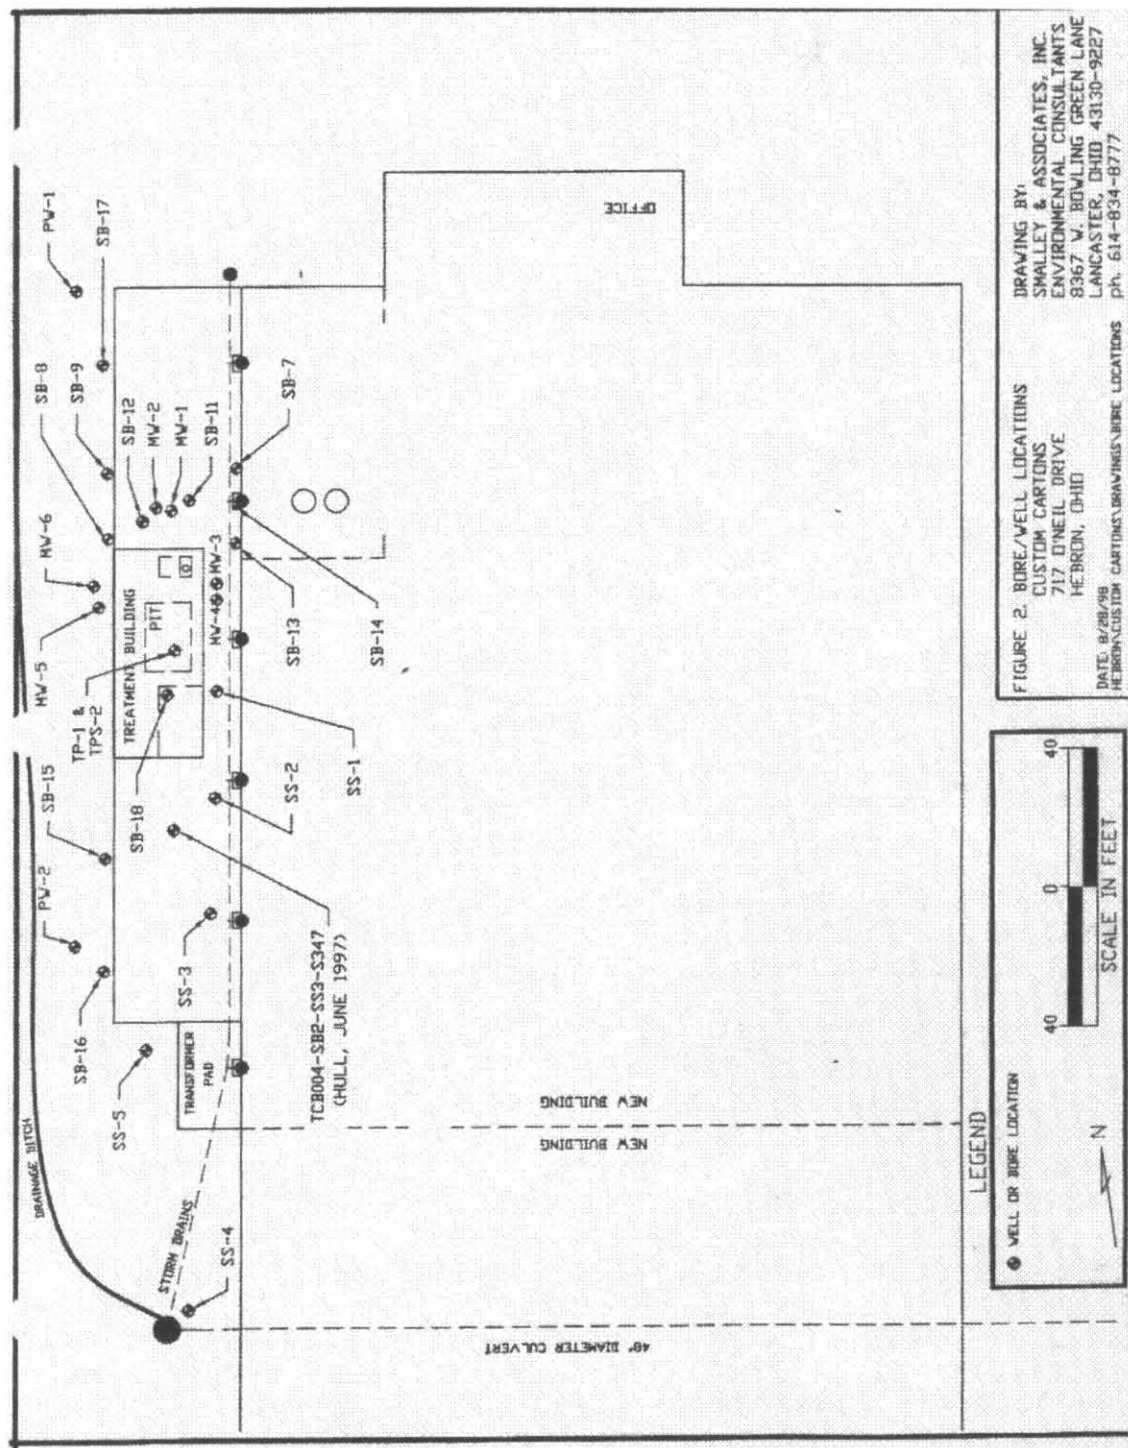 DRAINAGE DITCH
PW-2
SB-15
SB-16
SS-5
TRANSFORMER
PAD
SS-3
STORM DRAINS
SS-4
48" DIAMETER CULVERT
TCB004-SB2-SS3-S347
(HULL, JUNE 1997)
SS-2
SS-1
SB-18
TP-1 &
TPS-2
TREATMENT BUILDING
PIT
MW-5
MW-6
MW-4
MW-3
SB-8
SB-9
SB-12
MW-2
MW-1
SB-11
SB-17
PW-1
SB-7
SB-13
SB-14
OFFICE
NEW BUILDING
NEW BUILDING
LEGEND
WELL OR BORE LOCATION
N
40 0 40
SCALE IN FEET
FIGURE 2. BORE/WELL LOCATIONS
CUSTOM CARTONS
717 O'NEIL DRIVE
HEBRON, OHIO
DATE: 8/28/98
HEBRON\CUSTOM CARTONS\DRAWINGS\BORE LOCATIONS
DRAWING BY:
SMALLEY & ASSOCIATES, INC.
ENVIRONMENTAL CONSULTANTS
8367 W. BOWLING GREEN LANE
LANCASTER, OHIO 43130-9227
ph. 614-834-8777